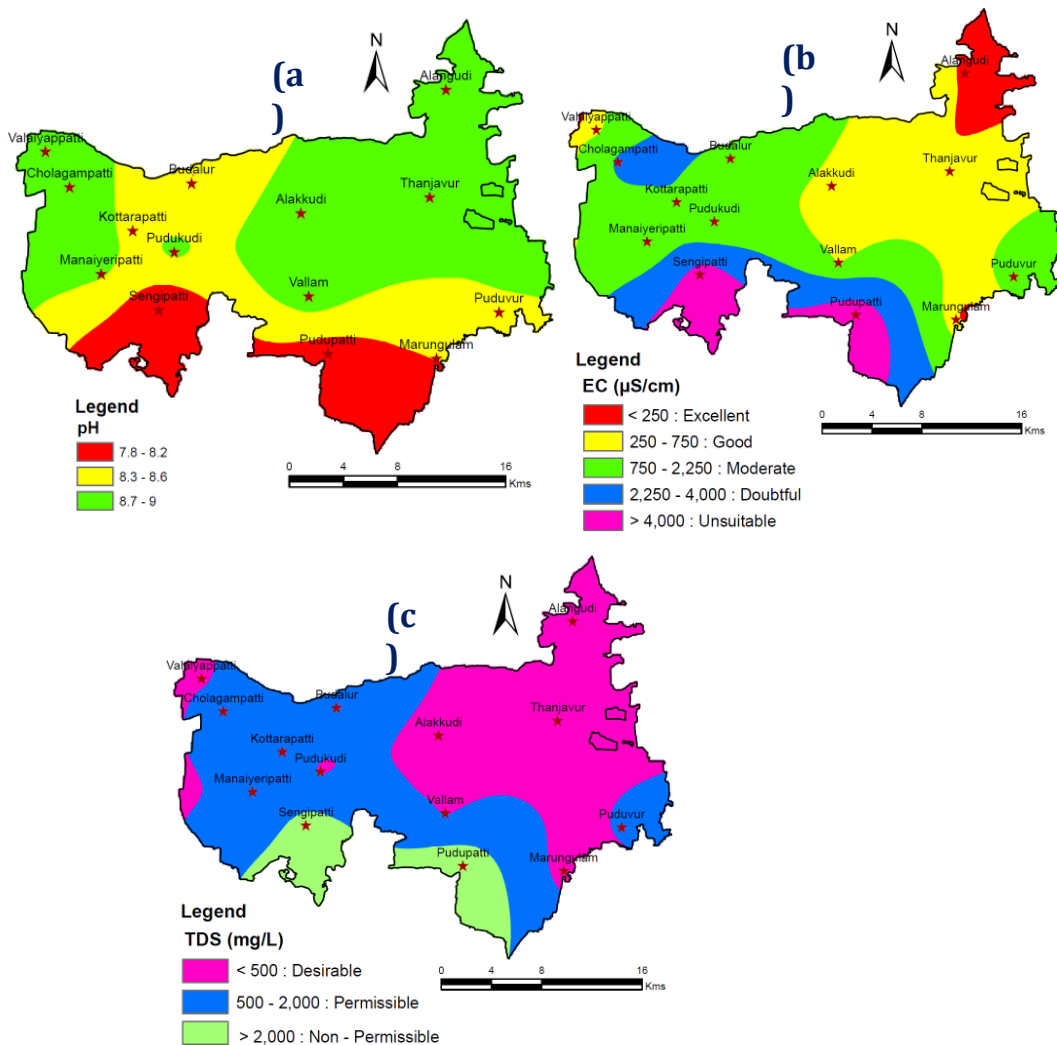 (a
)
N
Alangudi
Valaiyappatti
Cholagampatti
Budalur
Thanjavur
Alakkudi
Kottarapatti
Pudukudi
Manaiyeripatti
Vallam
Sengipatti
Puduvur
Pudupatti
Marungulam
Legend
pH
7.8 - 8.2
8.3 - 8.6
8.7 - 9
0 4 8 16
Kms
(b
)
N
Alangudi
Valaiyappatti
Cholagampatti
Budalur
Thanjavur
Alakkudi
Kottarapatti
Pudukudi
Manaiyeripatti
Vallam
Sengipatti
Puduvur
Pudupatti
Marungulam
Legend
EC (µS/cm)
< 250 : Excellent
250 - 750 : Good
750 - 2,250 : Moderate
2,250 - 4,000 : Doubtful
> 4,000 : Unsuitable
0 4 8 16
Kms
(c
)
N
Alangudi
Valaiyappatti
Cholagampatti
Budalur
Thanjavur
Alakkudi
Kottarapatti
Pudukudi
Manaiyeripatti
Vallam
Sengipatti
Puduvur
Pudupatti
Marungulam
Legend
TDS (mg/L)
< 500 : Desirable
500 - 2,000 : Permissible
> 2,000 : Non - Permissible
0 4 8 16
Kms